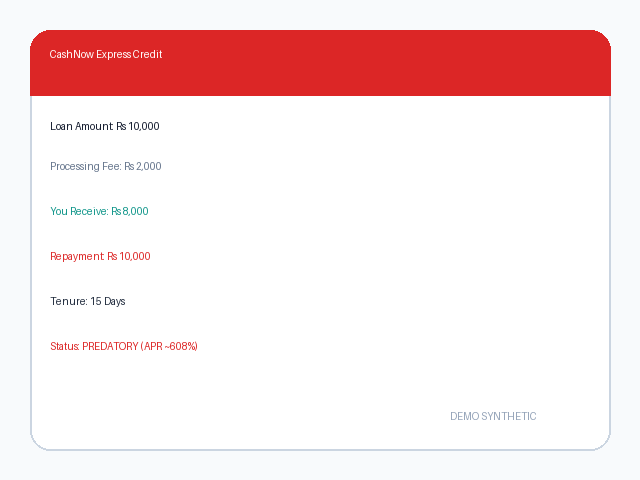 CashNow Express Credit
Loan Amount: Rs 10,000
Processing Fee: Rs 2,000
You Receive: Rs 8,000
Repayment: Rs 10,000
Tenure: 15 Days
Status: PREDATORY (APR ~608%)
DEMO SYNTHETIC